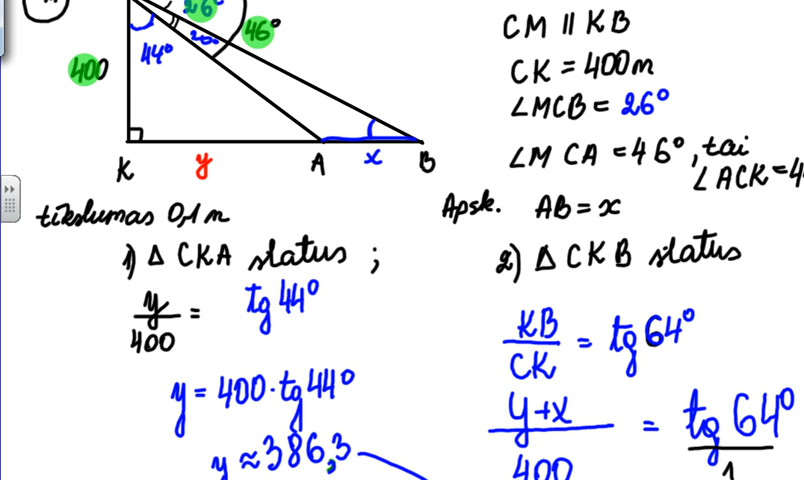 26°
46°
44°
20°
400
K y A x B
CM || KB
CK = 400m
∠MCB = 26°
∠MCA = 46°, tai
∠ACK = 4
Apsk. AB = x
tikslumas 0,1 m
1) Δ CKA status ;
y/400 = tg 44°
y = 400 · tg 44°
y ≈ 386,3
2) Δ CKB status
KB/CK = tg 64°
y+x/400 = tg 64°/1